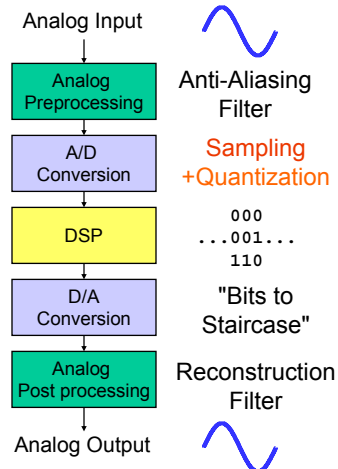 Analog Input
Analog
Preprocessing
Anti-Aliasing
Filter
A/D
Conversion
Sampling
+Quantization
DSP
000
...001...
110
D/A
Conversion
"Bits to
Staircase"
Analog
Post processing
Reconstruction
Filter
Analog Output